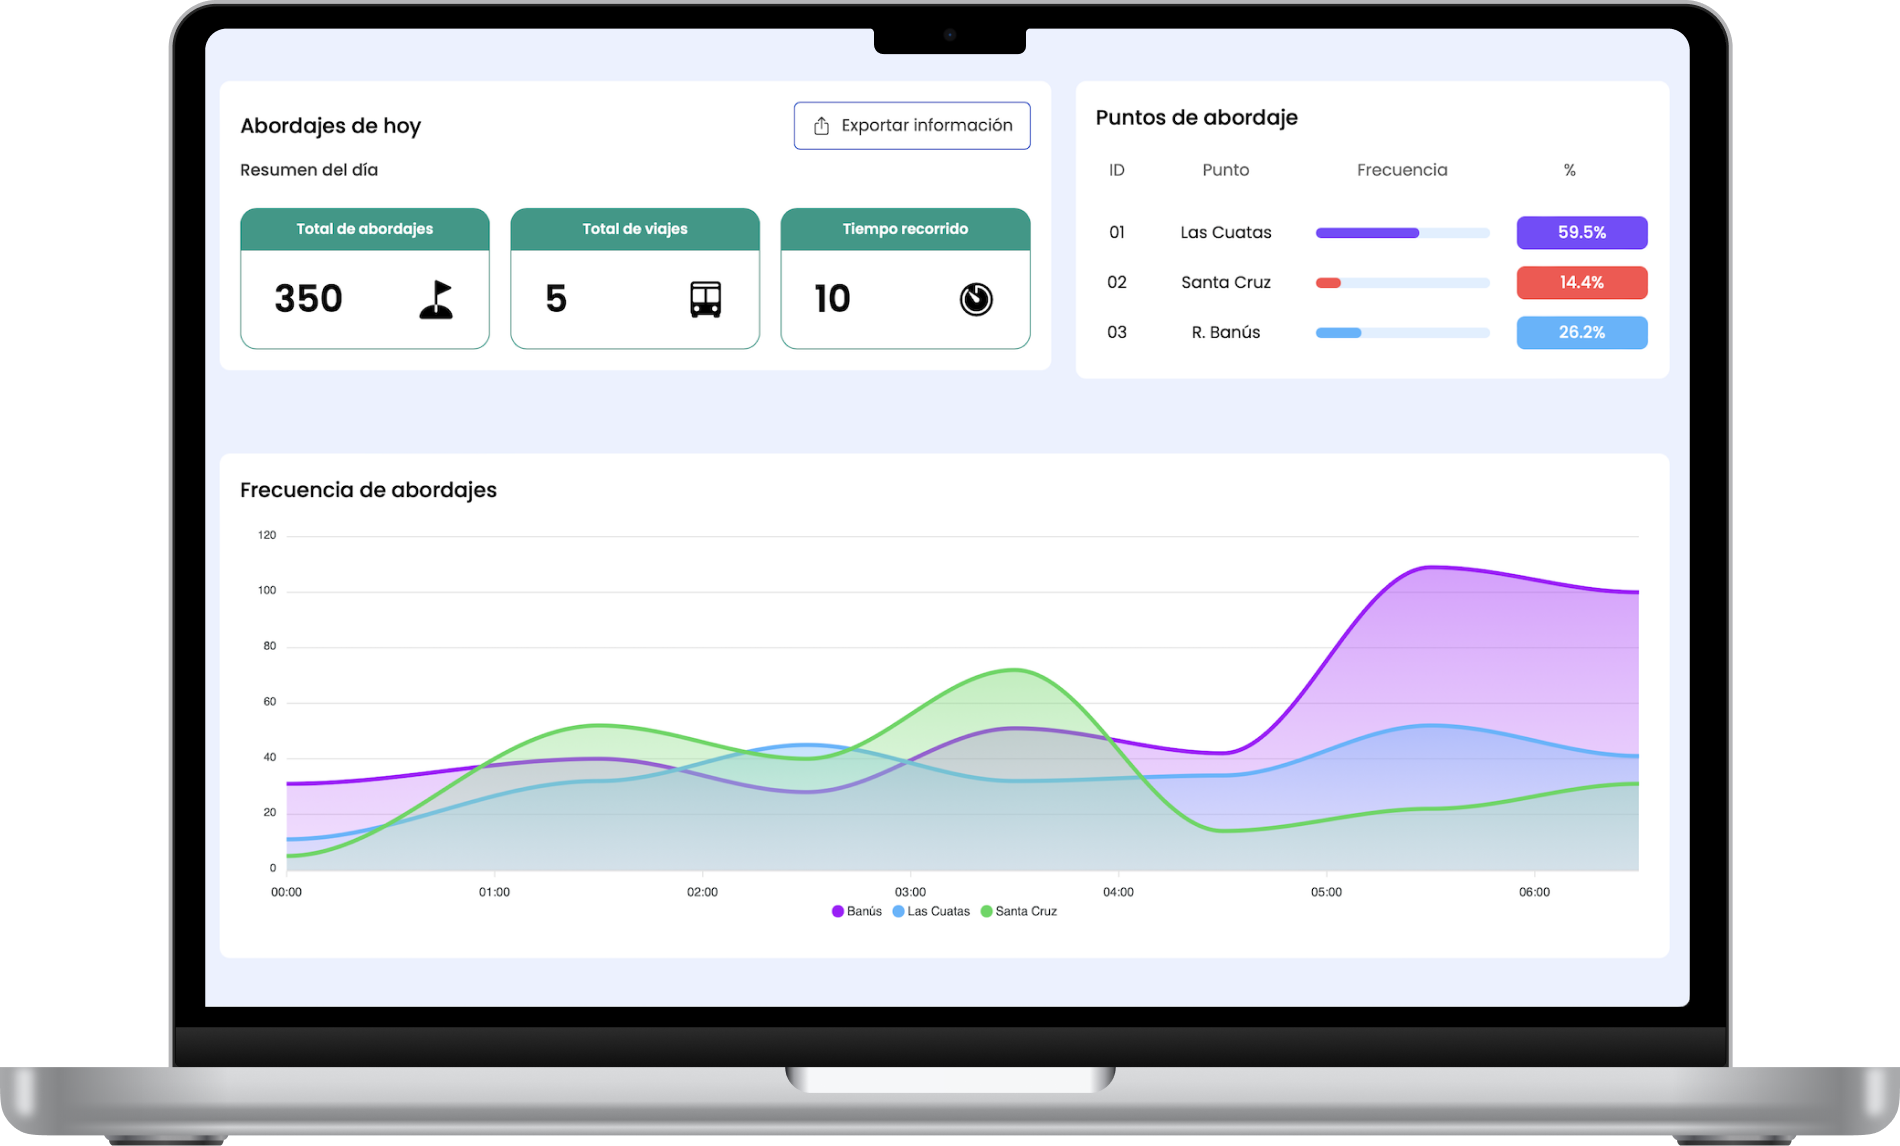 Abordajes de hoy
Exportar información
Resumen del día
Total de abordajes
350
Total de viajes
5
Tiempo recorrido
10
Puntos de abordaje
ID Punto Frecuencia %
01 Las Cuatas 59.5%
02 Santa Cruz 14.4%
03 R. Banús 26.2%
Frecuencia de abordajes
120
100
80
60
40
20
0
00:00 01:00 02:00 03:00 04:00 05:00 06:00
Banús Las Cuatas Santa Cruz